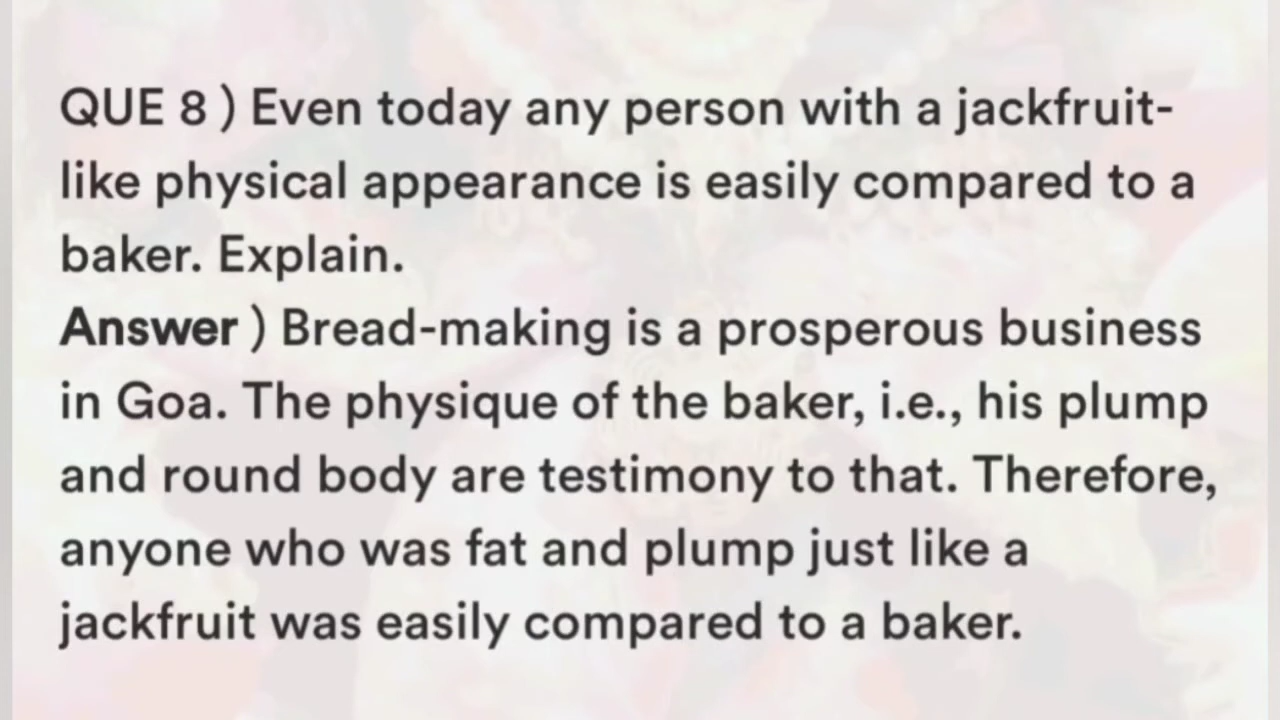 QUE 8 ) Even today any person with a jackfruit-
like physical appearance is easily compared to a
baker. Explain.
Answer ) Bread-making is a prosperous business
in Goa. The physique of the baker, i.e., his plump
and round body are testimony to that. Therefore,
anyone who was fat and plump just like a
jackfruit was easily compared to a baker.